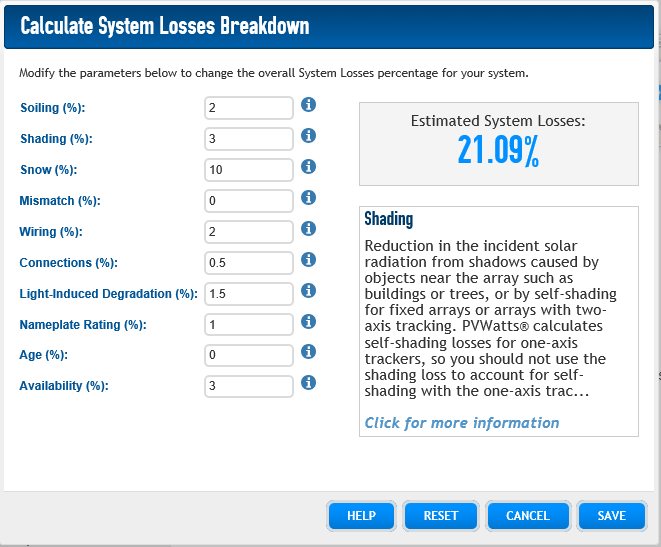 Calculate System Losses Breakdown
Modify the parameters below to change the overall System Losses percentage for your system.
Soiling (%): 2
Shading (%): 3
Snow (%): 10
Mismatch (%): 0
Wiring (%): 2
Connections (%): 0.5
Light-Induced Degradation (%): 1.5
Nameplate Rating (%): 1
Age (%): 0
Availability (%): 3
Estimated System Losses:
21.09%
Shading
Reduction in the incident solar
radiation from shadows caused by
objects near the array such as
buildings or trees, or by self-shading
for fixed arrays or arrays with two-
axis tracking. PVWatts® calculates
self-shading losses for one-axis
trackers, so you should not use the
shading loss to account for self-
shading with the one-axis trac...
Click for more information
HELP RESET CANCEL SAVE